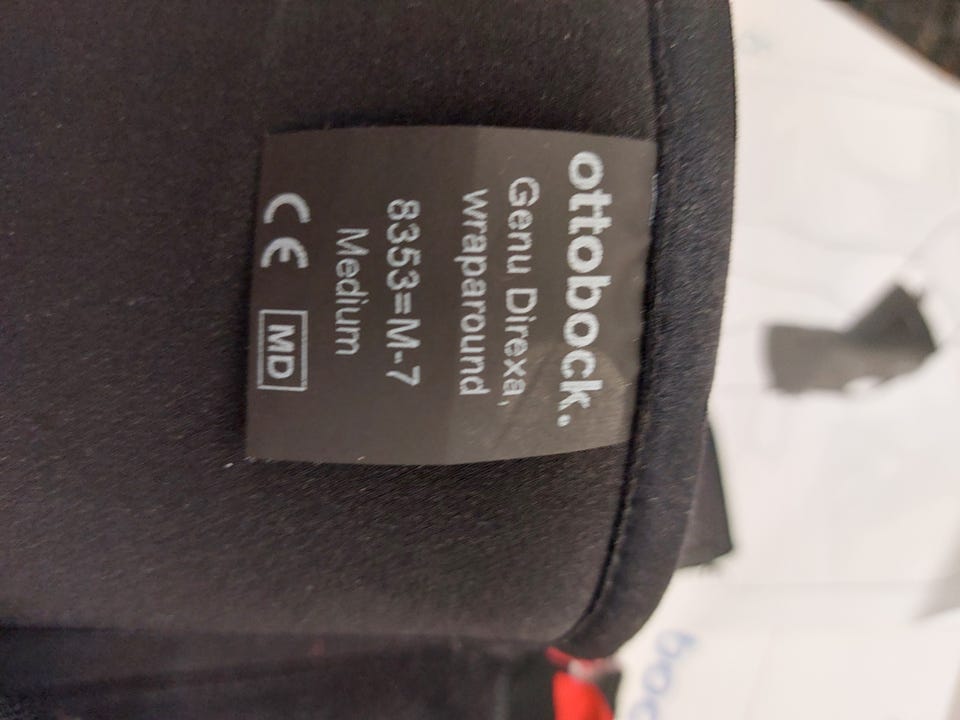 ottobock.
Genu Direxa,
wraparound
8353=M-7
Medium
CE MD